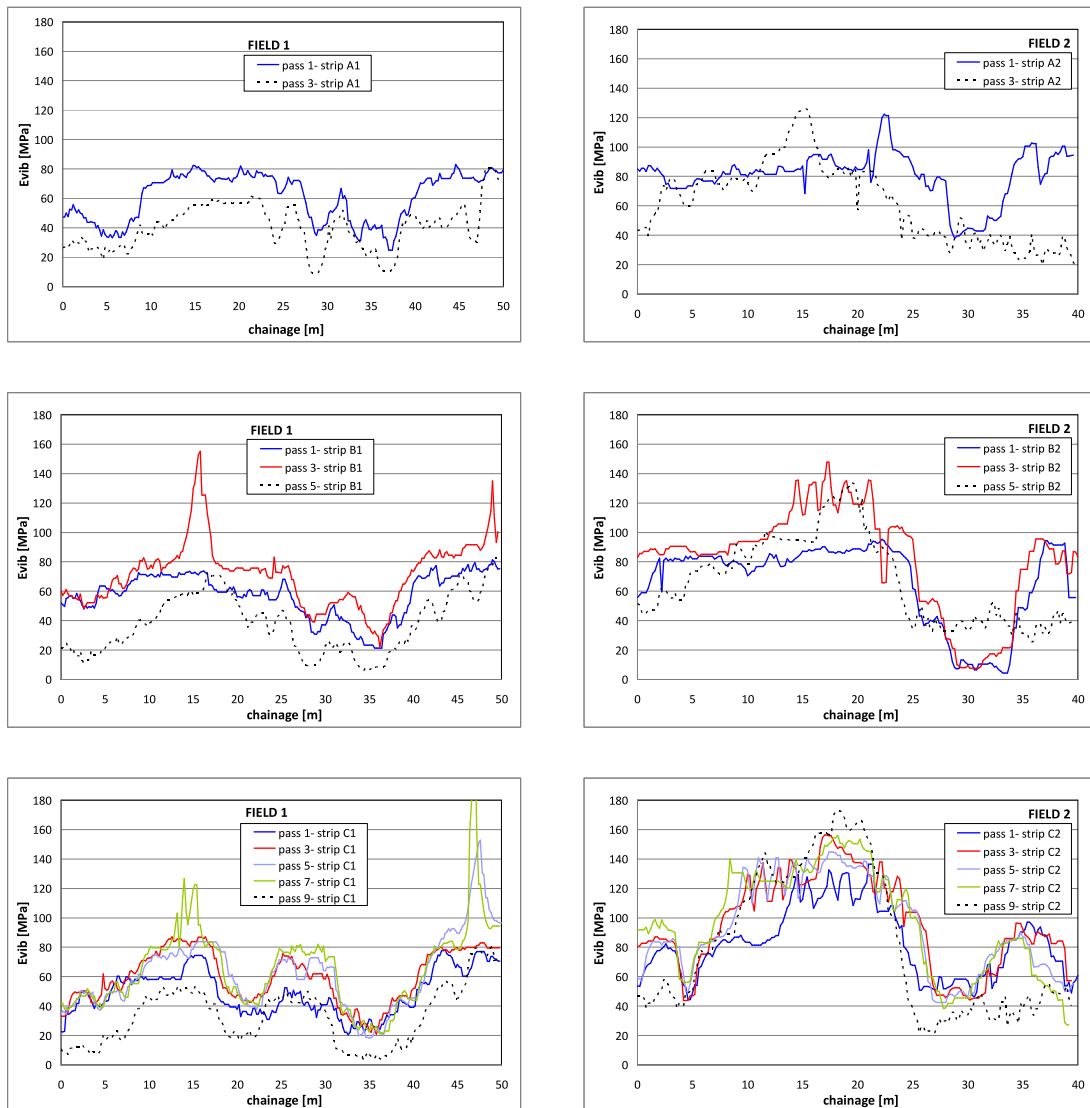 FIELD 1
pass 1- strip A1
pass 3- strip A1
Evib [MPa]
180
160
140
120
100
80
60
40
20
0
0 5 10 15 20 25 30 35 40 45 50
chainage [m]
FIELD 2
pass 1- strip A2
pass 3- strip A2
Evib [MPa]
180
160
140
120
100
80
60
40
20
0
0 5 10 15 20 25 30 35 40
chainage [m]
FIELD 1
pass 1- strip B1
pass 3- strip B1
pass 5- strip B1
Evib [MPa]
180
160
140
120
100
80
60
40
20
0
0 5 10 15 20 25 30 35 40 45 50
chainage [m]
FIELD 2
pass 1- strip B2
pass 3- strip B2
pass 5- strip B2
Evib [MPa]
180
160
140
120
100
80
60
40
20
0
0 5 10 15 20 25 30 35 40
chainage [m]
FIELD 1
pass 1- strip C1
pass 3- strip C1
pass 5- strip C1
pass 7- strip C1
pass 9- strip C1
Evib [MPa]
180
160
140
120
100
80
60
40
20
0
0 5 10 15 20 25 30 35 40 45 50
chainage [m]
FIELD 2
pass 1- strip C2
pass 3- strip C2
pass 5- strip C2
pass 7- strip C2
pass 9- strip C2
Evib [MPa]
180
160
140
120
100
80
60
40
20
0
0 5 10 15 20 25 30 35 40
chainage [m]